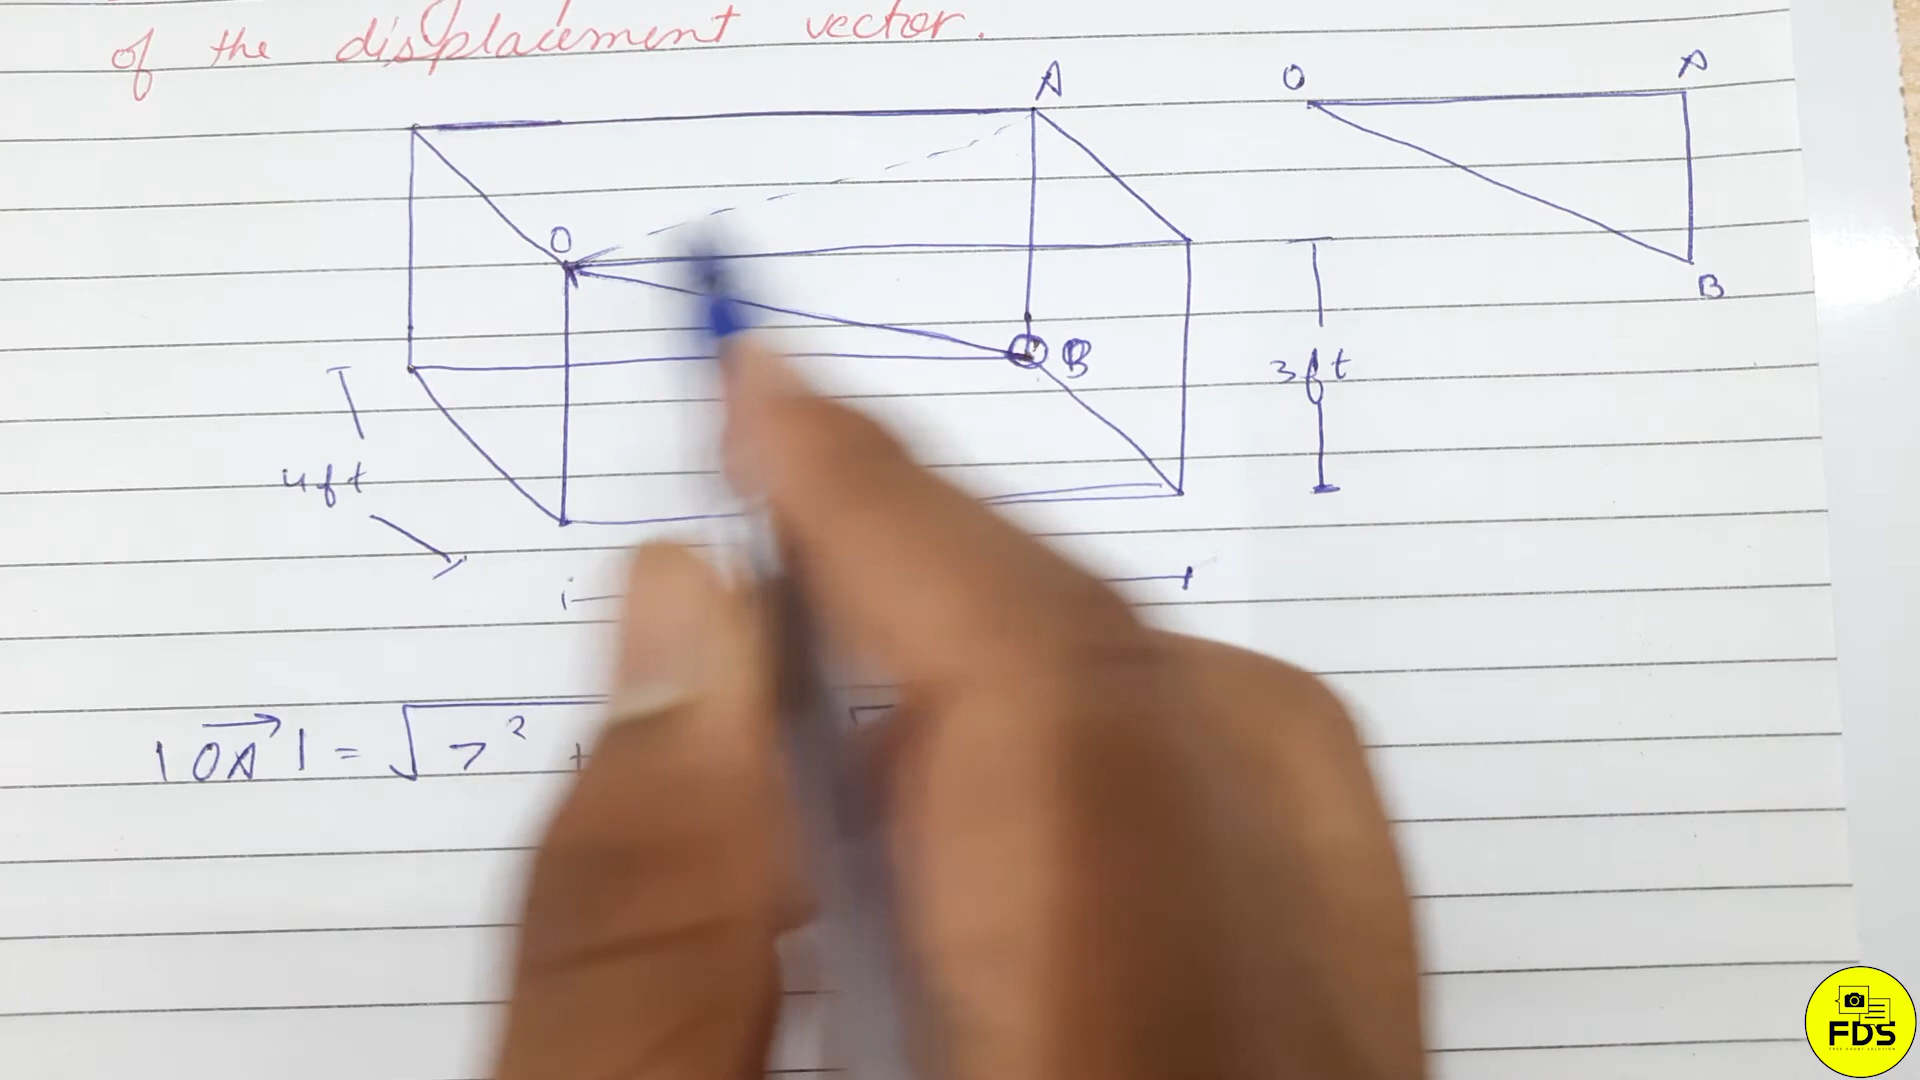 of the displacement vector.
A
O
A
O
B
B
3ft
4ft
|OA| = √7² +
FDS